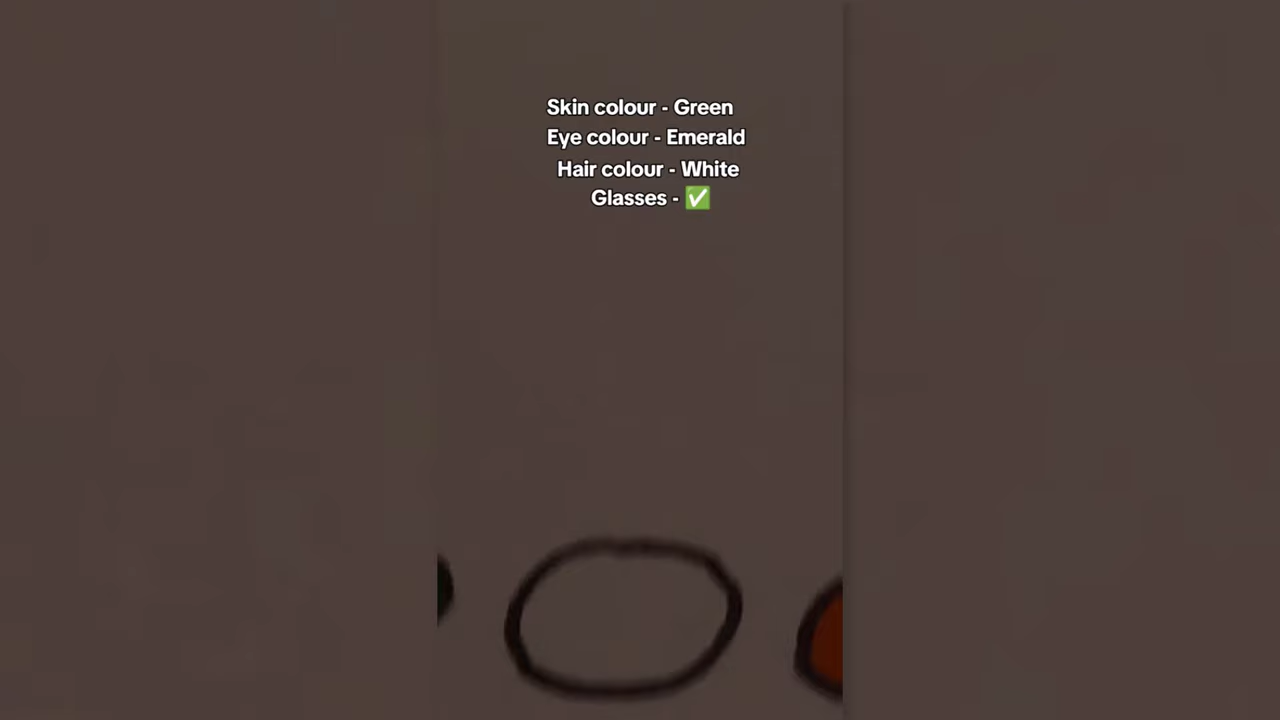 Skin colour - Green
Eye colour - Emerald
Hair colour - White
Glasses - ✅